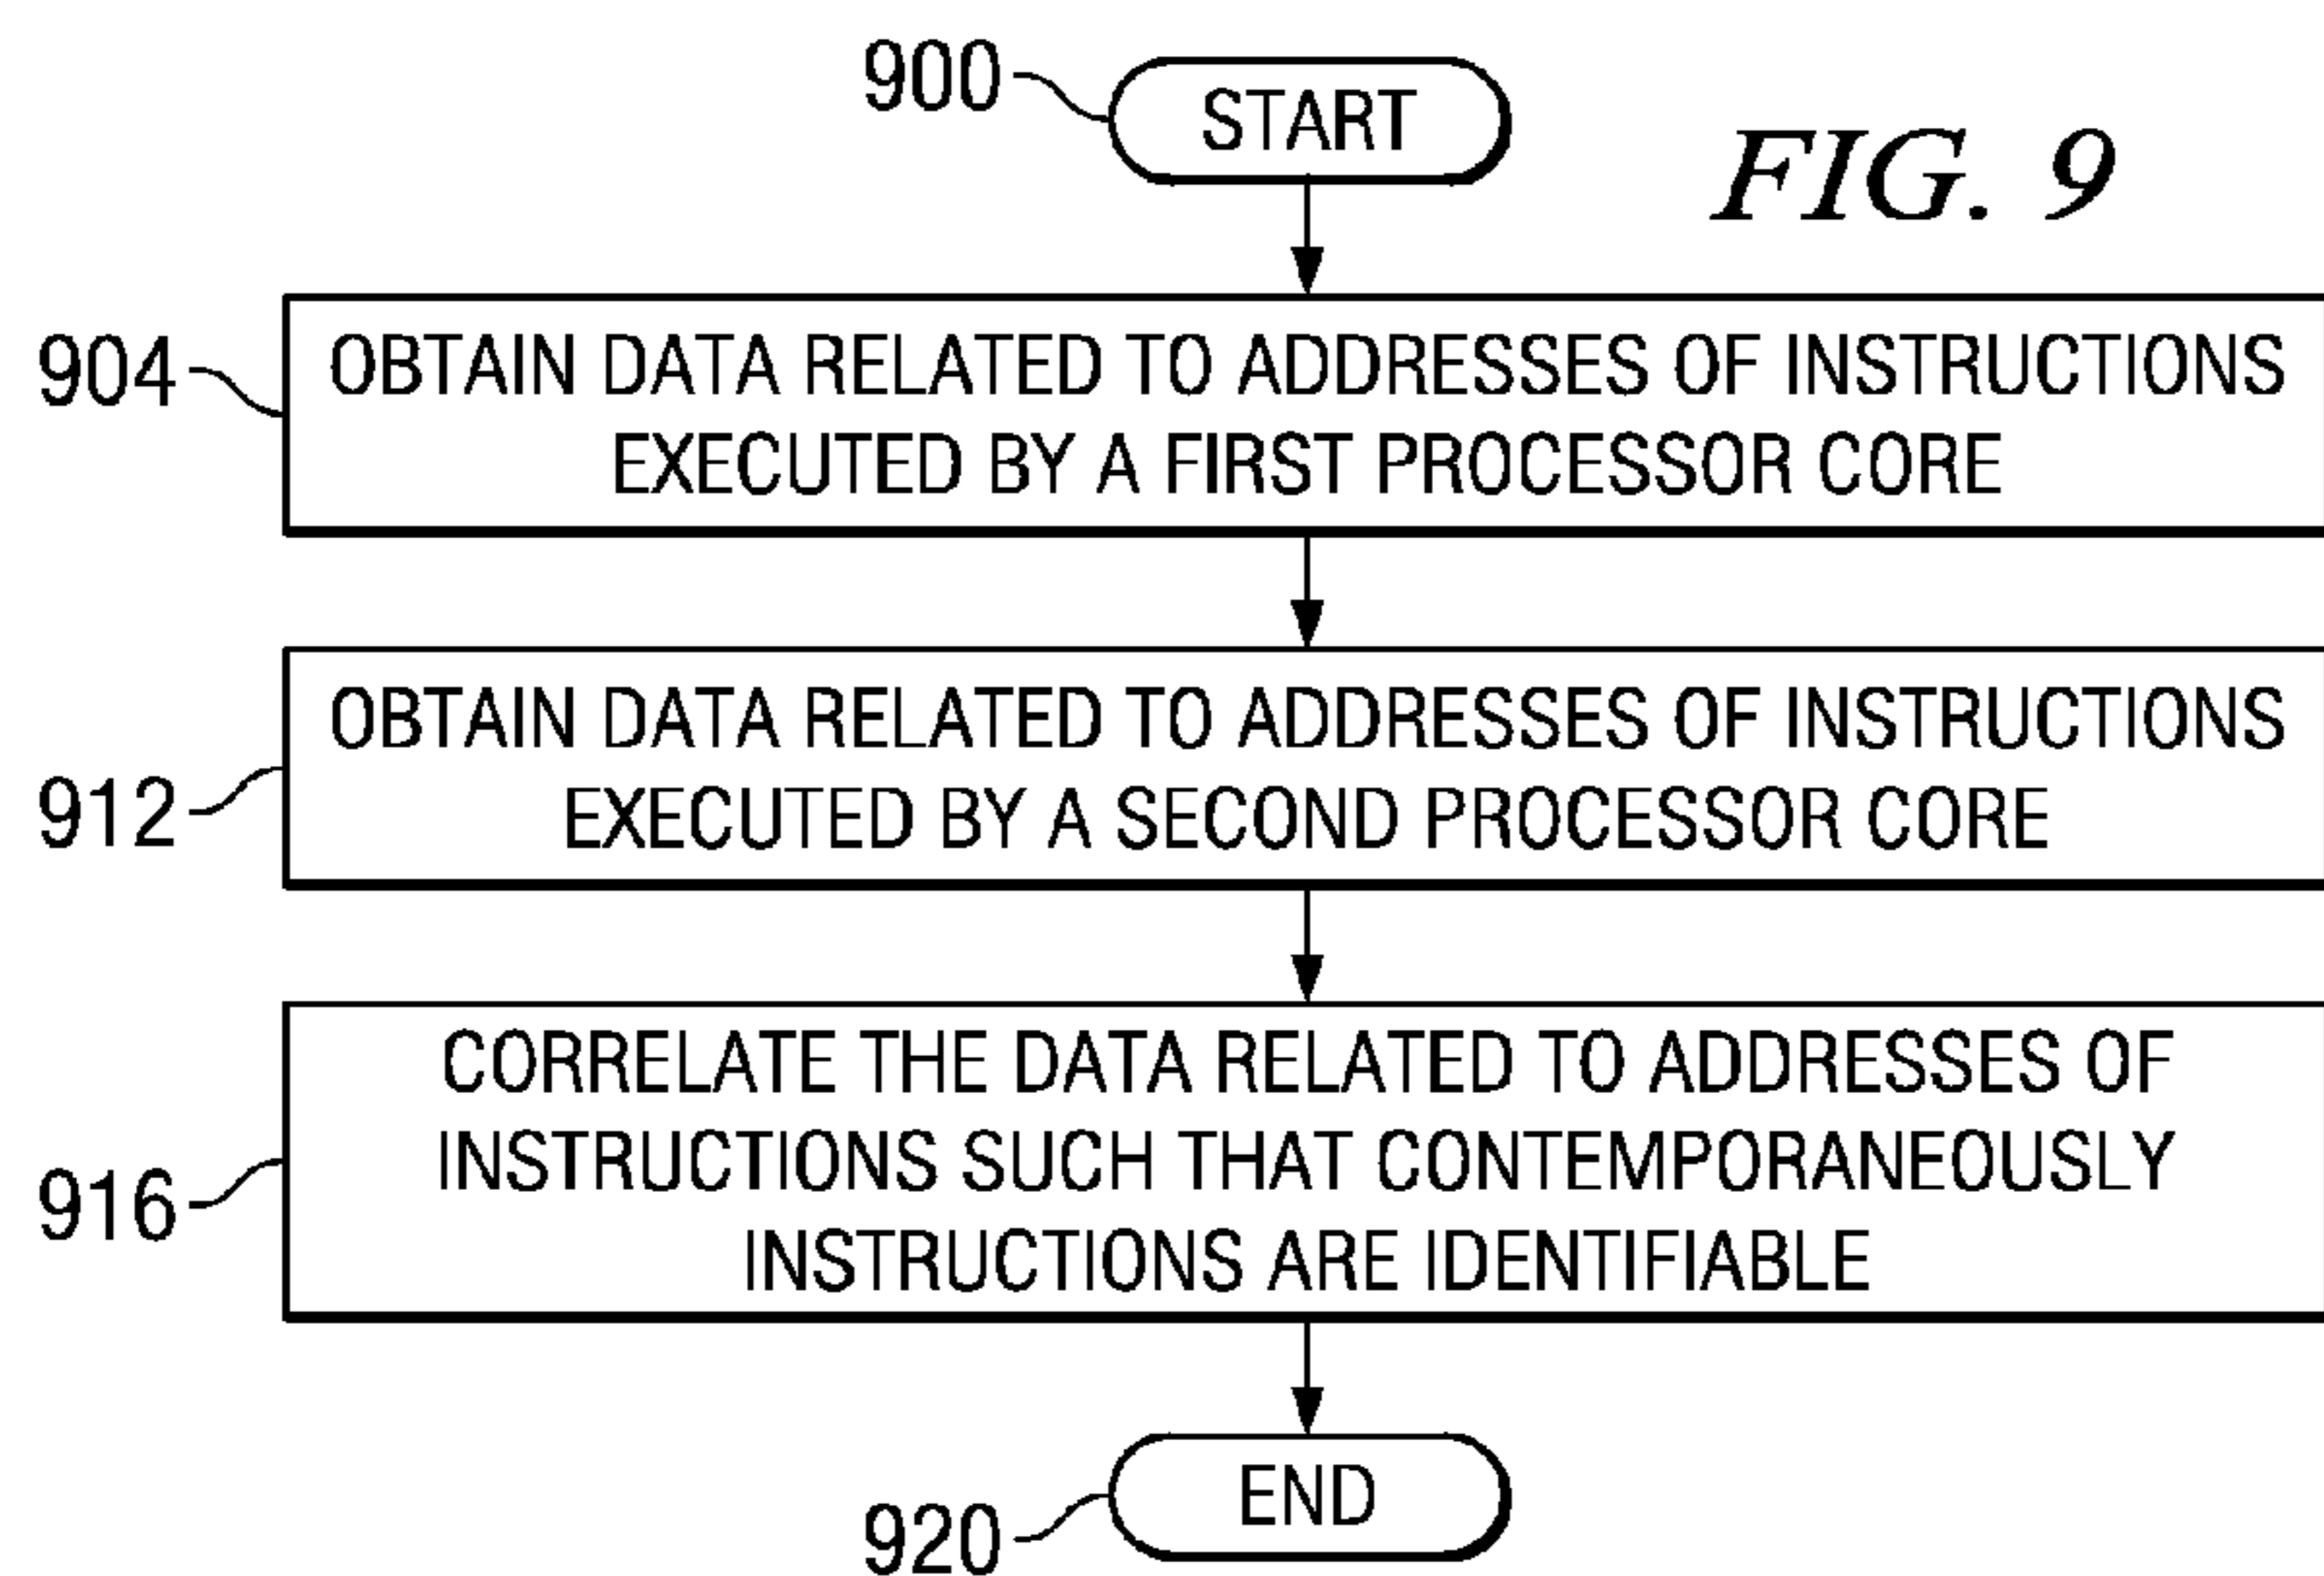 900
START
FIG. 9
904
OBTAIN DATA RELATED TO ADDRESSES OF INSTRUCTIONS
EXECUTED BY A FIRST PROCESSOR CORE
912
OBTAIN DATA RELATED TO ADDRESSES OF INSTRUCTIONS
EXECUTED BY A SECOND PROCESSOR CORE
916
CORRELATE THE DATA RELATED TO ADDRESSES OF
INSTRUCTIONS SUCH THAT CONTEMPORANEOUSLY
INSTRUCTIONS ARE IDENTIFIABLE
920
END